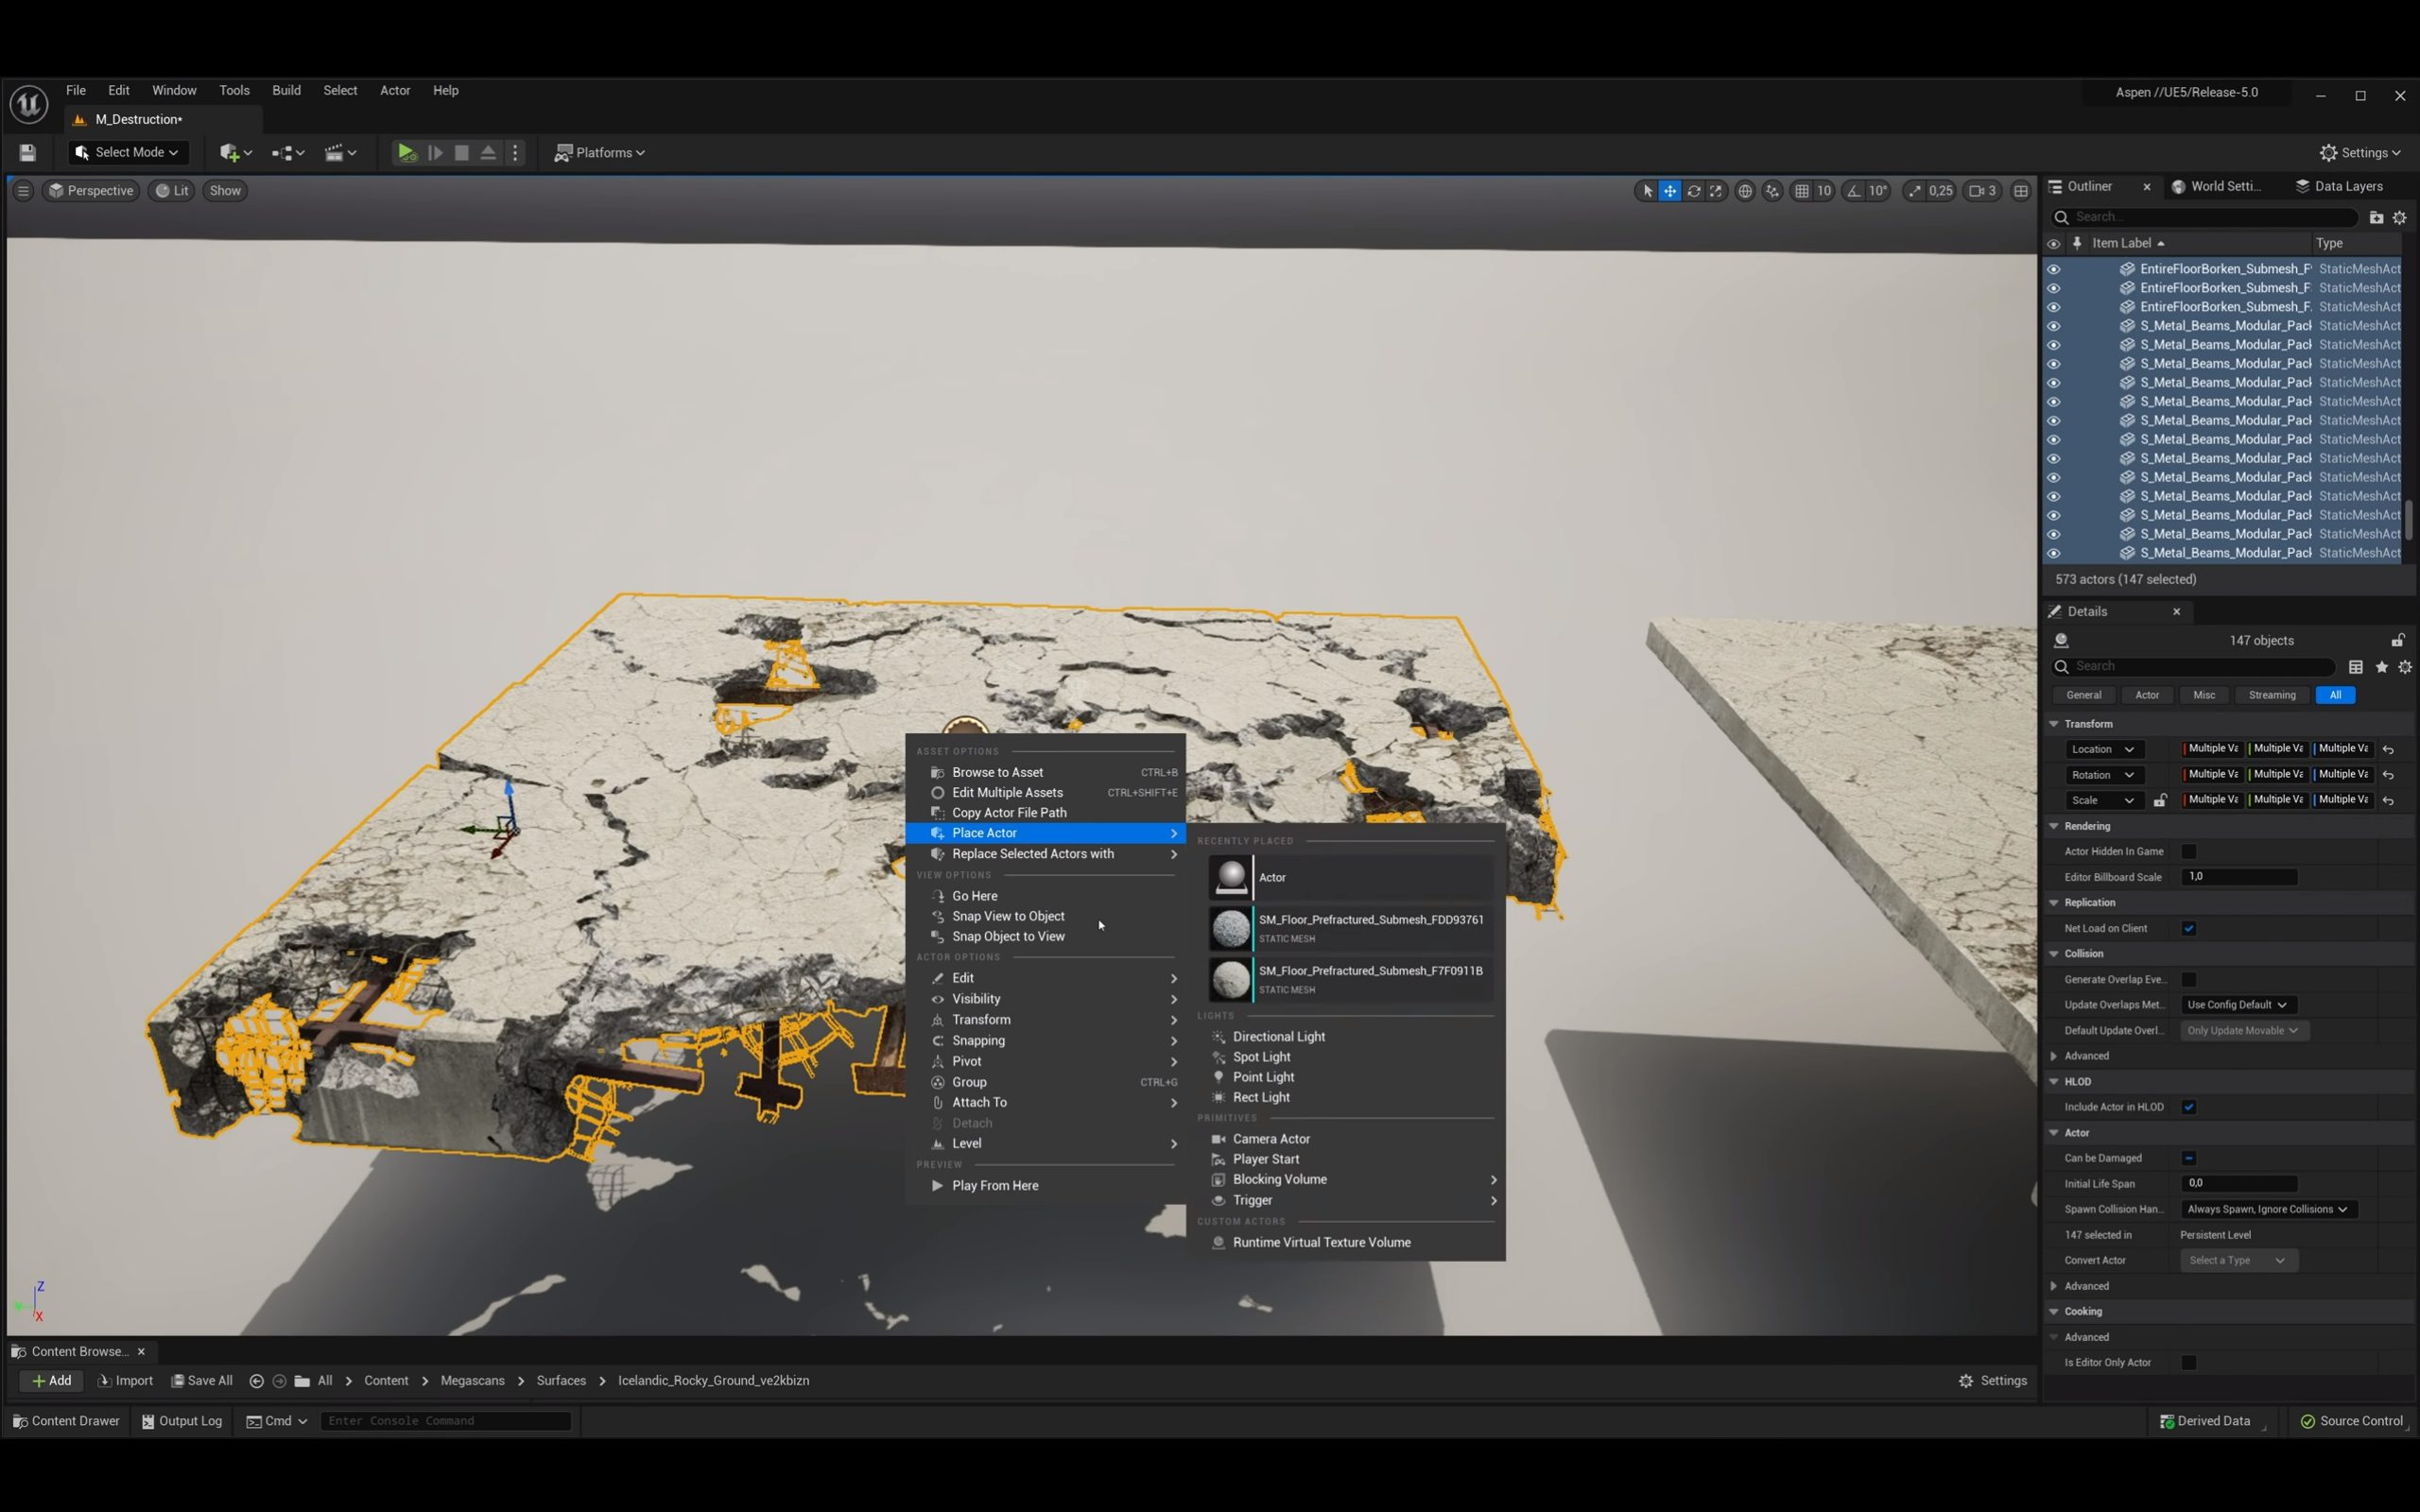 File Edit Window Tools Build Select Actor Help
Aspen //UE5/Release-5.0
M_Destruction*
Select Mode
Platforms
Settings
Perspective Lit Show
10 10° 0,25 3
Outliner World Setti... Data Layers
Search...
Item Label Type
EntireFloorBorken_Submesh_F StaticMeshAct
EntireFloorBorken_Submesh_F StaticMeshAct
EntireFloorBorken_Submesh_F. StaticMeshAct
S_Metal_Beams_Modular_Pack StaticMeshAct
S_Metal_Beams_Modular_Pack StaticMeshAct
S_Metal_Beams_Modular_Pack StaticMeshAct
S_Metal_Beams_Modular_Pack StaticMeshAct
S_Metal_Beams_Modular_Pack StaticMeshAct
S_Metal_Beams_Modular_Pack StaticMeshAct
S_Metal_Beams_Modular_Pack StaticMeshAct
S_Metal_Beams_Modular_Pack StaticMeshAct
S_Metal_Beams_Modular_Pack StaticMeshAct
S_Metal_Beams_Modular_Pack StaticMeshAct
S_Metal_Beams_Modular_Pack StaticMeshAct
S_Metal_Beams_Modular_Pack StaticMeshAct
S_Metal_Beams_Modular_Pack StaticMeshAct
573 actors (147 selected)
Details
147 objects
Search
General Actor Misc Streaming All
Transform
Location Multiple Va Multiple Va Multiple Va
Rotation Multiple Va Multiple Va Multiple Va
Scale Multiple Va Multiple Va Multiple Va
Rendering
Actor Hidden In Game
Editor Billboard Scale 1,0
Replication
Net Load on Client
Collision
Generate Overlap Eve...
Update Overlaps Met... Use Config Default
Default Update Overl... Only Update Movable
Advanced
HLOD
Include Actor in HLOD
Actor
Can be Damaged
Initial Life Span 0,0
Spawn Collision Han... Always Spawn, Ignore Collisions
147 selected in Persistent Level
Convert Actor Select a Type
Advanced
Cooking
Advanced
Is Editor Only Actor
ASSET OPTIONS
Browse to Asset CTRL+B
Edit Multiple Assets CTRL+SHIFT+E
Copy Actor File Path
Place Actor
Replace Selected Actors with
VIEW OPTIONS
Go Here
Snap View to Object
Snap Object to View
ACTOR OPTIONS
Edit
Visibility
Transform
Snapping
Pivot
Group CTRL+G
Attach To
Detach
Level
PREVIEW
Play From Here
RECENTLY PLACED
Actor
SM_Floor_Prefractured_Submesh_FDD93761
STATIC MESH
SM_Floor_Prefractured_Submesh_F7F0911B
STATIC MESH
LIGHTS
Directional Light
Spot Light
Point Light
Rect Light
PRIMITIVES
Camera Actor
Player Start
Blocking Volume
Trigger
CUSTOM ACTORS
Runtime Virtual Texture Volume
Z
Y
X
Content Browse...
Add Import Save All All > Content > Megascans > Surfaces > Icelandic_Rocky_Ground_ve2kbizn Settings
Content Drawer Output Log Cmd Enter Console Command Derived Data Source Control